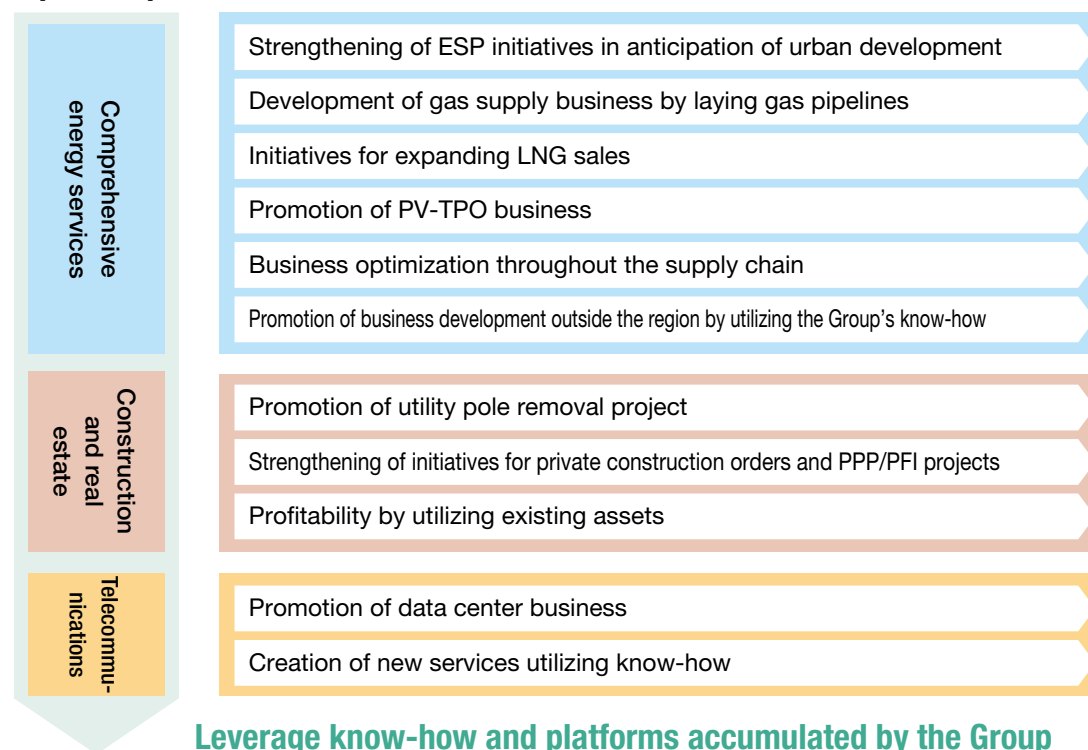 Comprehensive
energy services
Strengthening of ESP initiatives in anticipation of urban development
Development of gas supply business by laying gas pipelines
Initiatives for expanding LNG sales
Promotion of PV-TPO business
Business optimization throughout the supply chain
Promotion of business development outside the region by utilizing the Group's know-how
Construction
and real
estate
Promotion of utility pole removal project
Strengthening of initiatives for private construction orders and PPP/PFI projects
Profitability by utilizing existing assets
Telecommu-
nications
Promotion of data center business
Creation of new services utilizing know-how
Leverage know-how and platforms accumulated by the Group